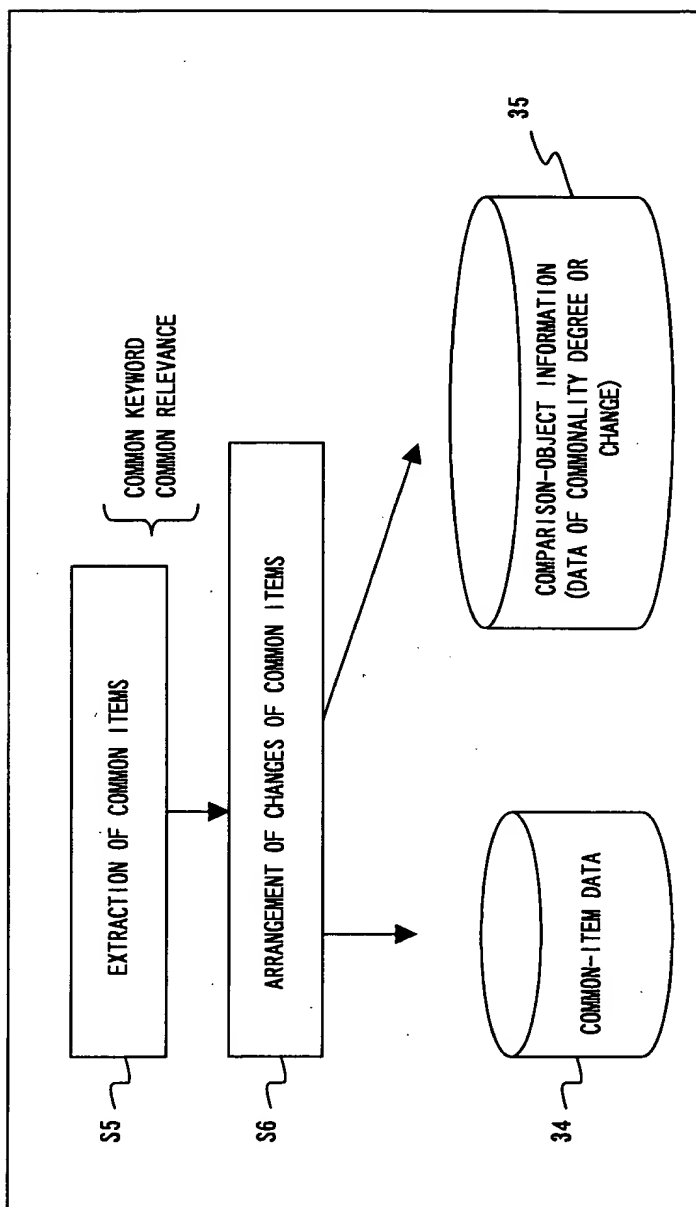 S5
EXTRACTION OF COMMON ITEMS
COMMON KEYWORD
COMMON RELEVANCE
S6
ARRANGEMENT OF CHANGES OF COMMON ITEMS
34
COMMON-ITEM DATA
COMPARISON-OBJECT INFORMATION
(DATA OF COMMONALITY DEGREE OR
CHANGE)
35